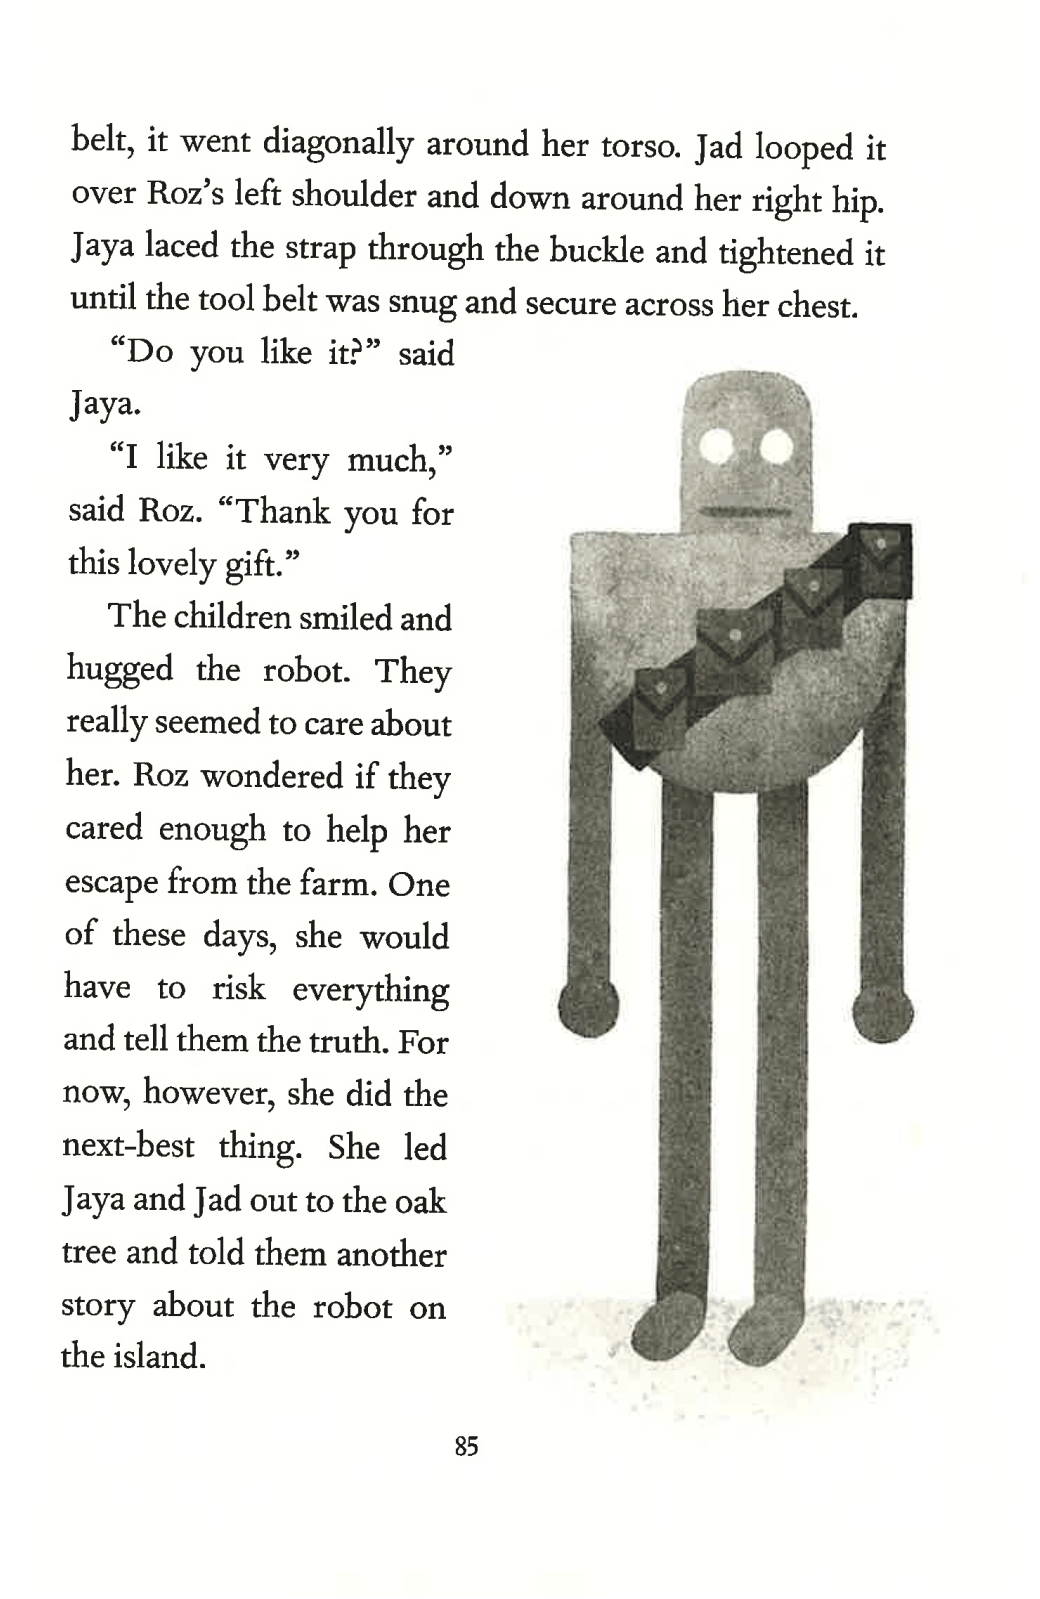 belt, it went diagonally around her torso. Jad looped it
over Roz’s left shoulder and down around her right hip.
Jaya laced the strap through the buckle and tightened it
until the tool belt was snug and secure across her chest.
“Do you like it?” said
Jaya.
“I like it very much,”
said Roz. “Thank you for
this lovely gift.”
The children smiled and
hugged the robot. They
really seemed to care about
her. Roz wondered if they
cared enough to help her
escape from the farm. One
of these days, she would
have to risk everything
and tell them the truth. For
now, however, she did the
next-best thing. She led
Jaya and Jad out to the oak
tree and told them another
story about the robot on
the island.
85